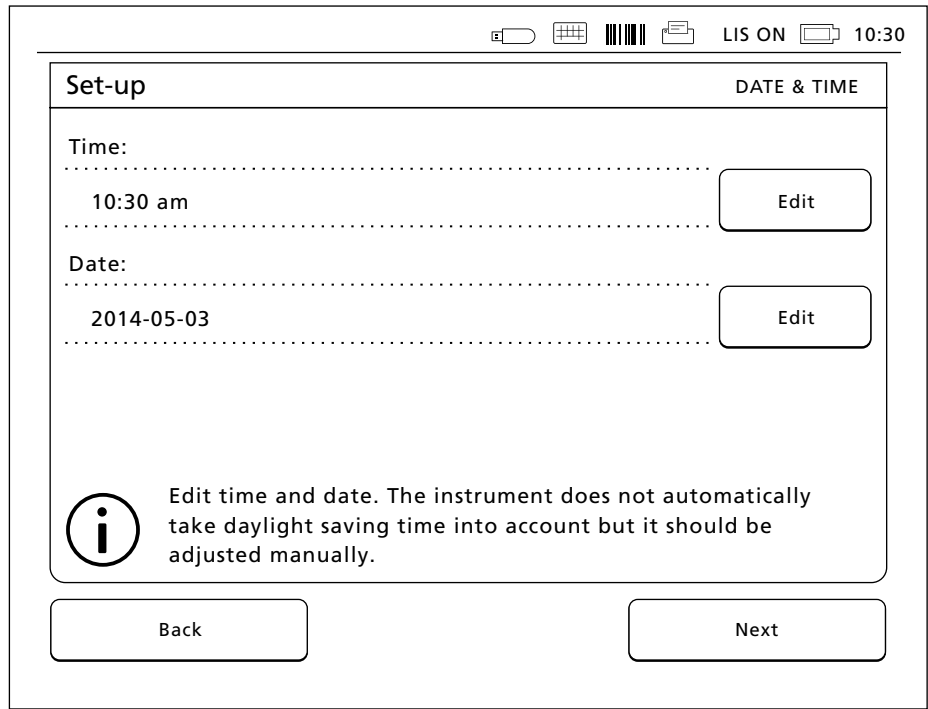 LIS ON 10:30
Set-up DATE & TIME
Time:
10:30 am Edit
Date:
2014-05-03 Edit
Edit time and date. The instrument does not automatically
take daylight saving time into account but it should be
adjusted manually.
Back Next